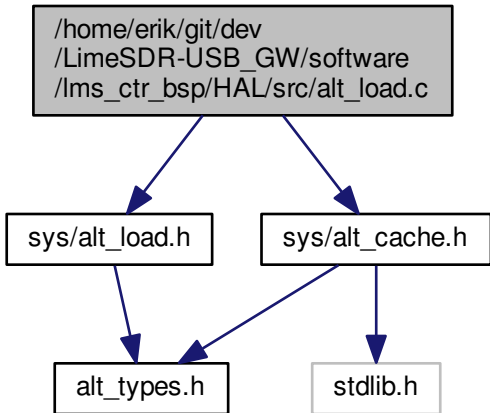 /home/erik/git/dev
/LimeSDR-USB_GW/software
/lms_ctr_bsp/HAL/src/alt_load.c
sys/alt_load.h
sys/alt_cache.h
alt_types.h
stdlib.h